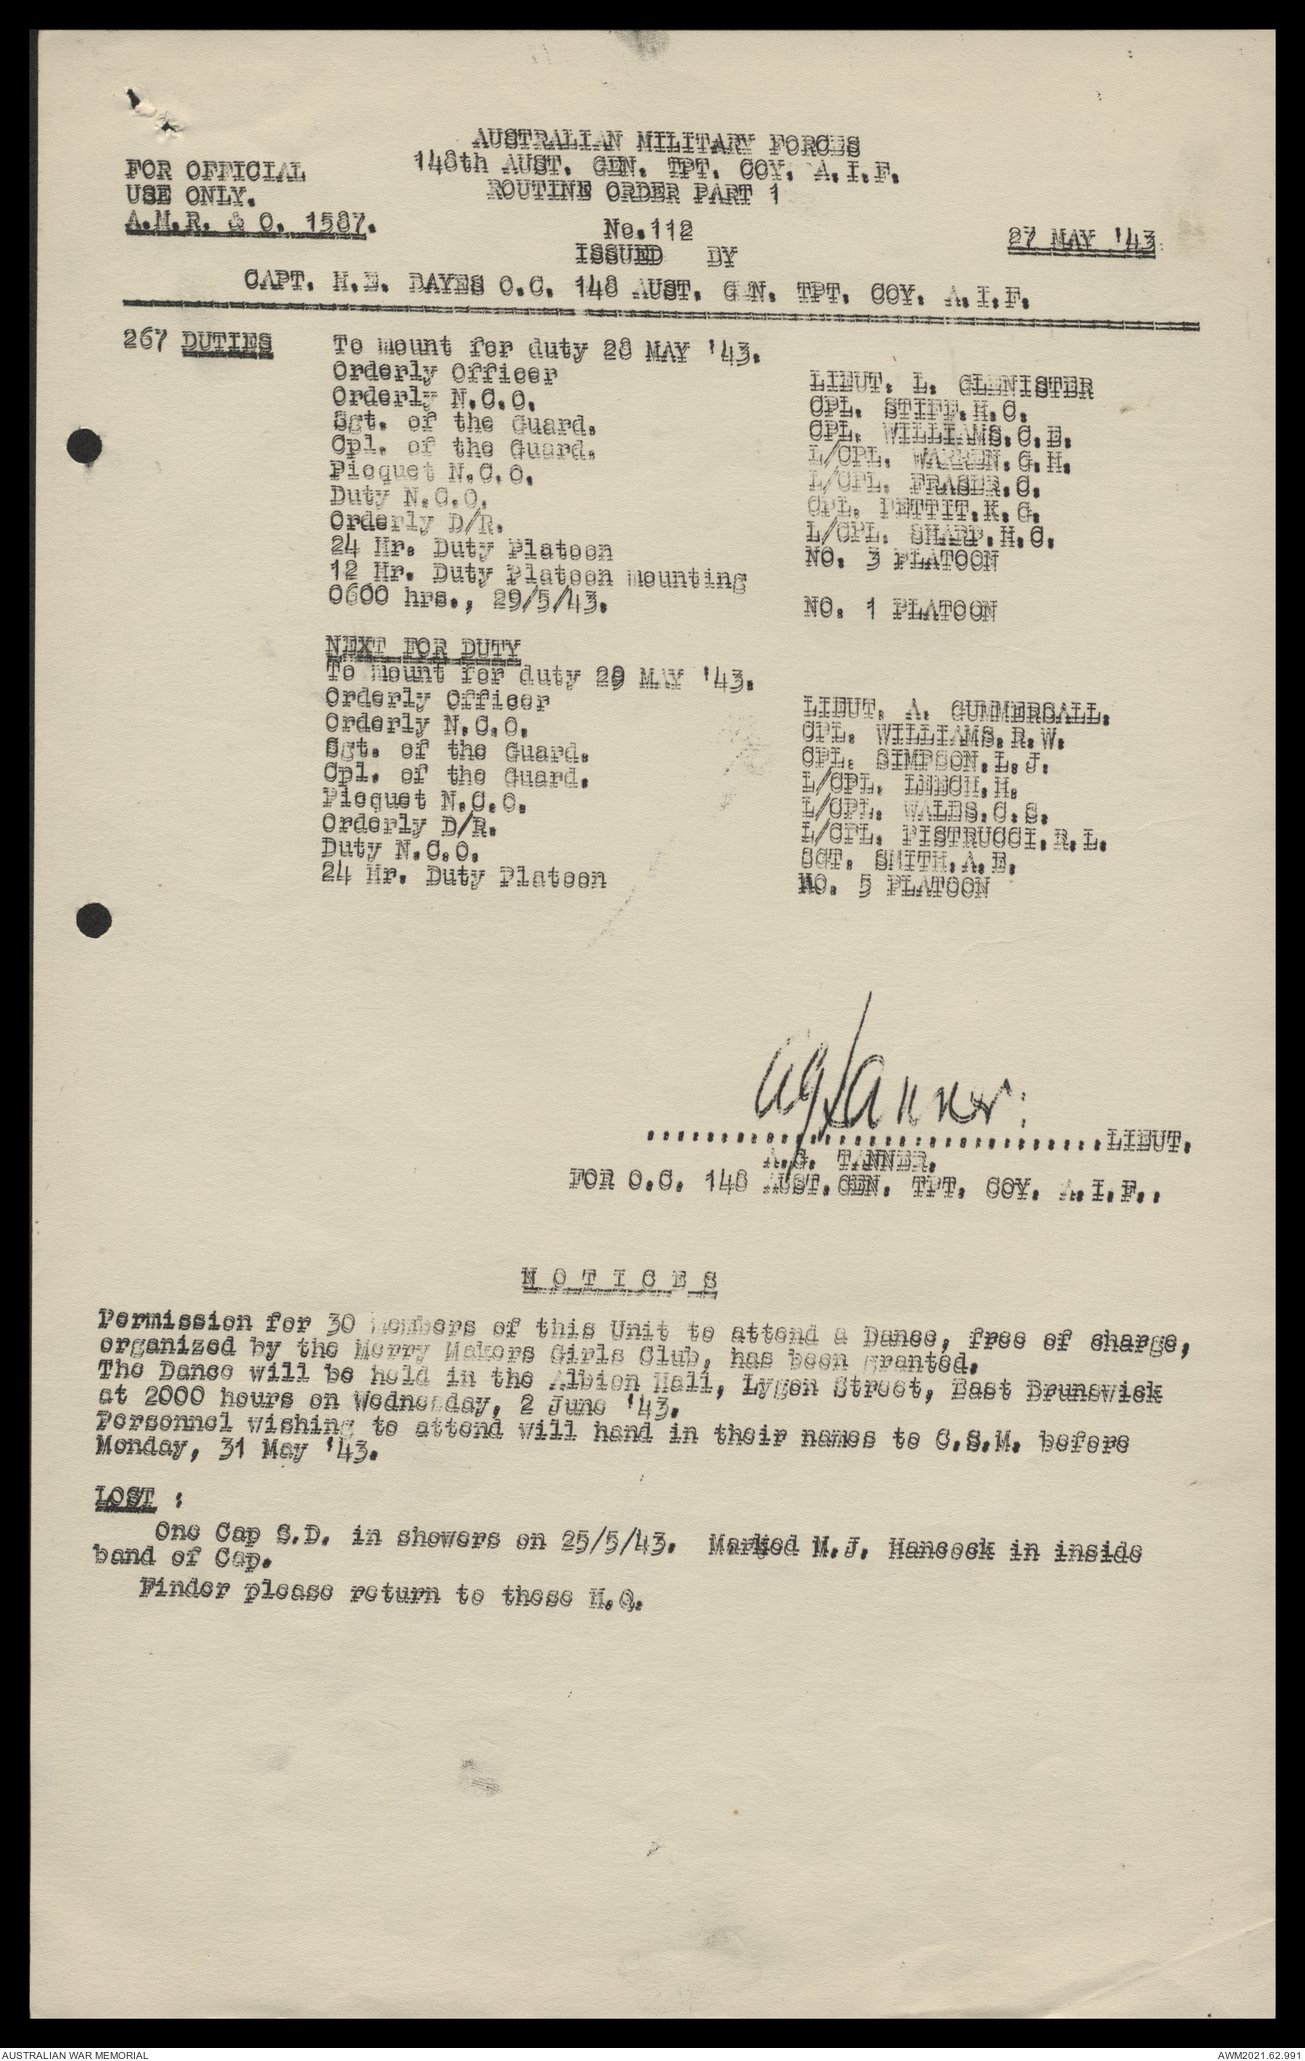 AUSTRALIAN MILITARY FORCES
148th AUST. GEN. TPT. COY. A.I.F.
ROUTINE ORDER PART 1
FOR OFFICIAL
USE ONLY.
A.M.R. & O. 1587.
No.112
27 MAY '43.
ISSUED BY
CAPT. H.E. BAYES O.C. 148 AUST. GEN. TPT. COY. A.I.F.
267 DUTIES To mount for duty 28 MAY '43.
Orderly Officer LIEUT. L. GLENISTER
Orderly N.C.O. CPL. STIFF.H.C.
Sgt. of the Guard. CPL. WILLIAMS.C.E.
Cpl. of the Guard. L/CPL. WARREN.G.H.
Picquet N.C.O. L/CPL. FRASER.C.
Duty N.C.O. CPL. PETTIT.K.G.
Orderly D/R. L/CPL. SHARP.H.C.
24 Hr. Duty Platoon NO. 3 PLATOON
12 Hr. Duty Platoon mounting
0600 hrs., 29/5/43. NO. 1 PLATOON
NEXT FOR DUTY
To mount for duty 29 MAY '43.
Orderly Officer LIEUT. A. GUMMERSALL.
Orderly N.C.O. CPL. WILLIAMS.R.W.
Sgt. of the Guard. CPL. SIMPSON.L.J.
Cpl. of the Guard. L/CPL. LEECH.H.
Picquet N.C.O. L/CPL. WALES.C.S.
Orderly D/R. L/CPL. PISTRUCCI.R.L.
Duty N.C.O. SGT. SMITH.A.E.
24 Hr. Duty Platoon NO. 5 PLATOON
AGTanner.
...............................LIEUT.
A.G. TANNER.
FOR O.C. 148 AUST.GEN. TPT. COY. A.I.F..
N O T I C E S
Permission for 30 members of this Unit to attend a Dance, free of charge,
organized by the Merry Makers Girls Club, has been granted.
The Dance will be held in the Albion Hall, Lygon Street, East Brunswick
at 2000 hours on Wednesday, 2 June '43.
Personnel wishing to attend will hand in their names to C.S.M. before
Monday, 31 May '43.
LOST :
One Cap S.D. in showers on 25/5/43. Marked M.J. Hancock in inside
band of Cap.
Finder please return to these H.Q.
AUSTRALIAN WAR MEMORIAL
AWM2021.62.991